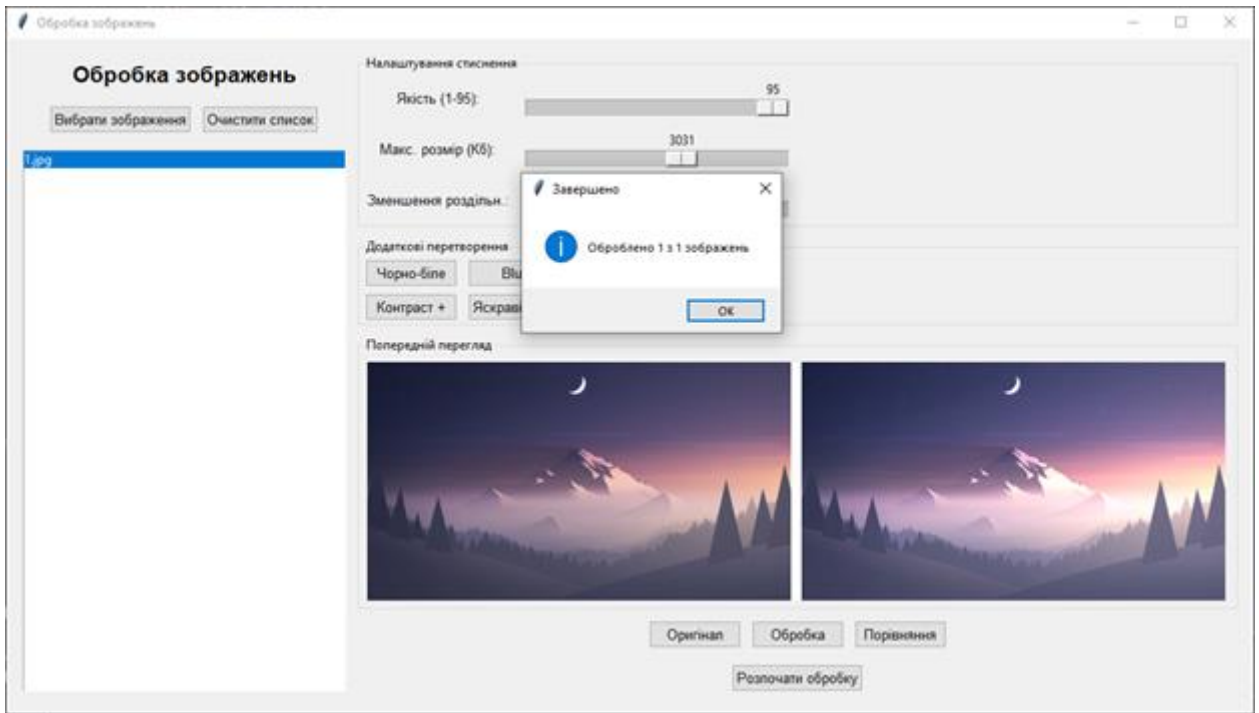 Обробка зображень
Обробка зображень
Вибрати зображення Очистити список
1.jpg
Налаштування стиснення
Якість (1-95): 95
Макс. розмір (Кб): 3031
Зменшення роздільн.:
Завершено
Оброблено 1 з 1 зображень
OK
Додаткові перетворення
Чорно-біле Blu
Контраст + Яскраві
Попередній перегляд
Оригінал Обробка Порівняння
Розпочати обробку